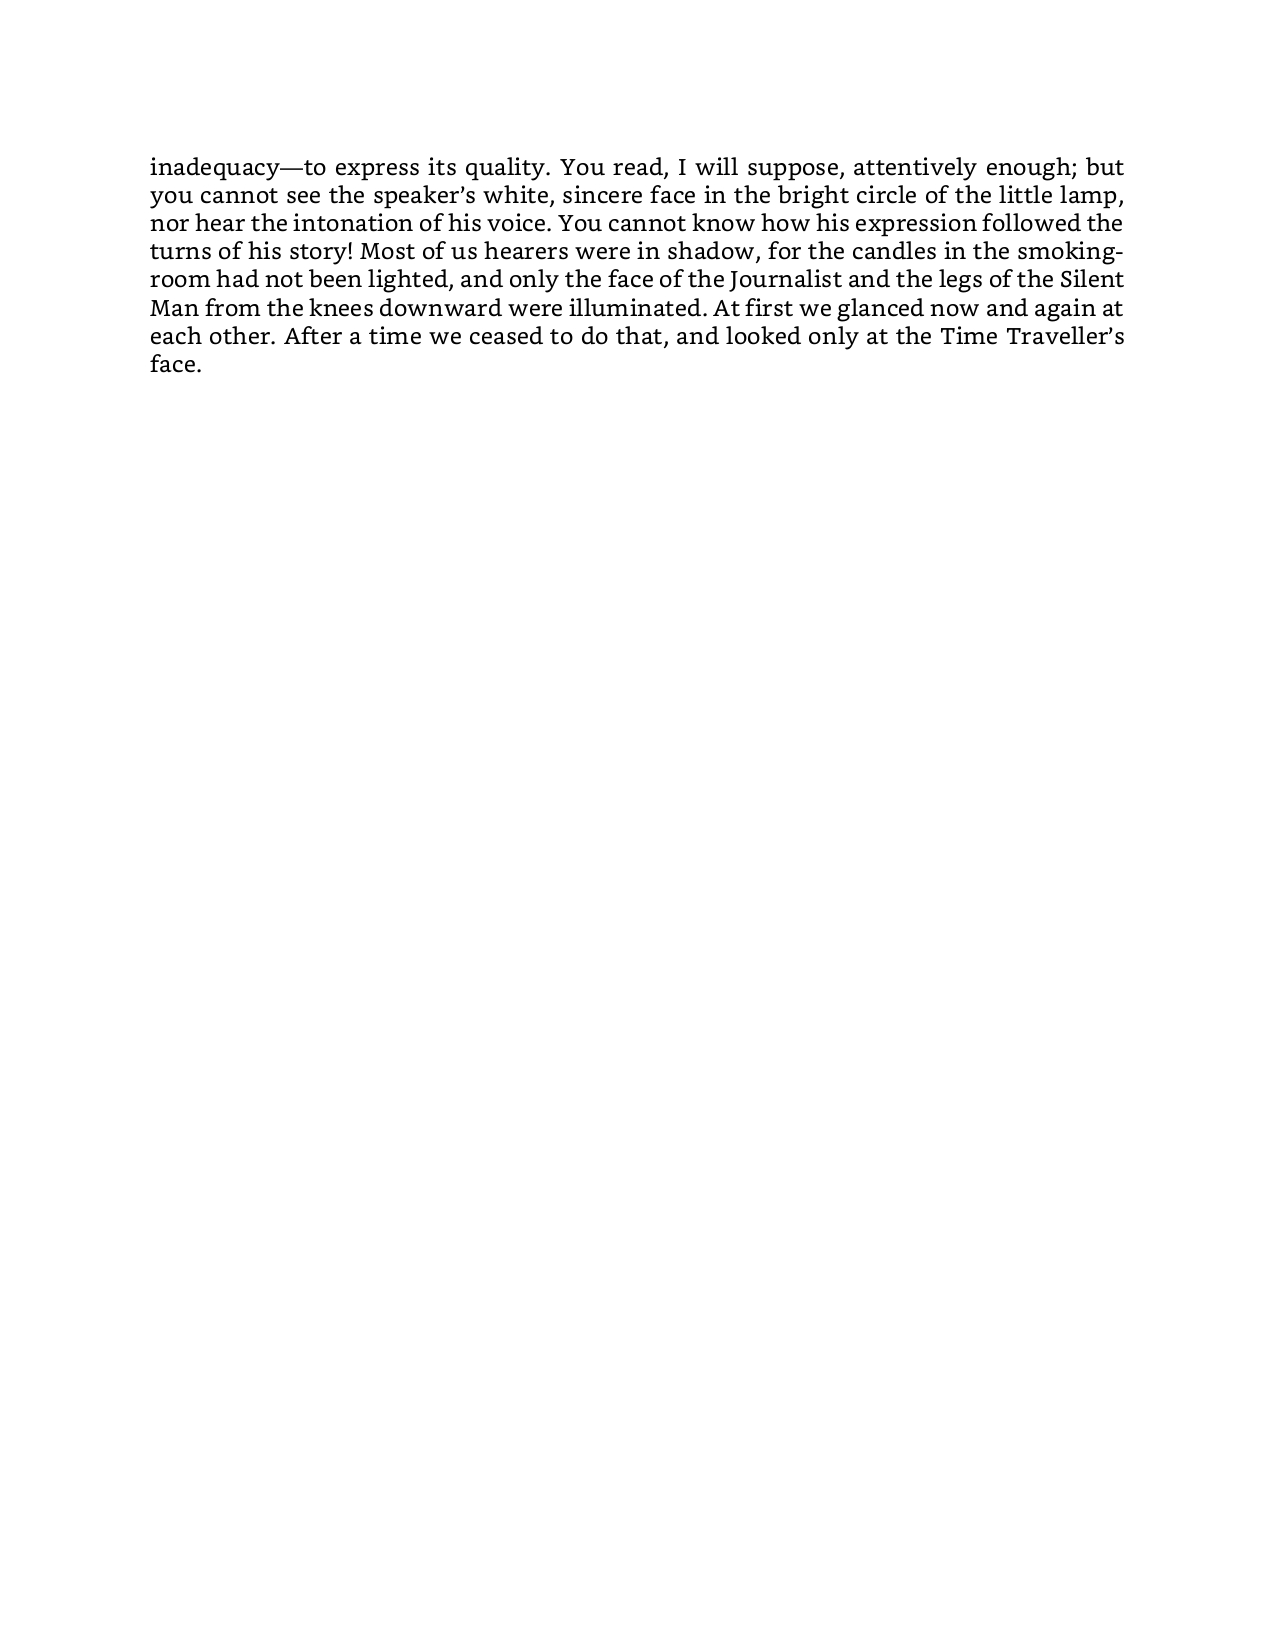 inadequacy—to express its quality. You read, I will suppose, attentively enough; but
you cannot see the speaker’s white, sincere face in the bright circle of the little lamp,
nor hear the intonation of his voice. You cannot know how his expression followed the
turns of his story! Most of us hearers were in shadow, for the candles in the smoking-
room had not been lighted, and only the face of the Journalist and the legs of the Silent
Man from the knees downward were illuminated. At first we glanced now and again at
each other. After a time we ceased to do that, and looked only at the Time Traveller’s
face.